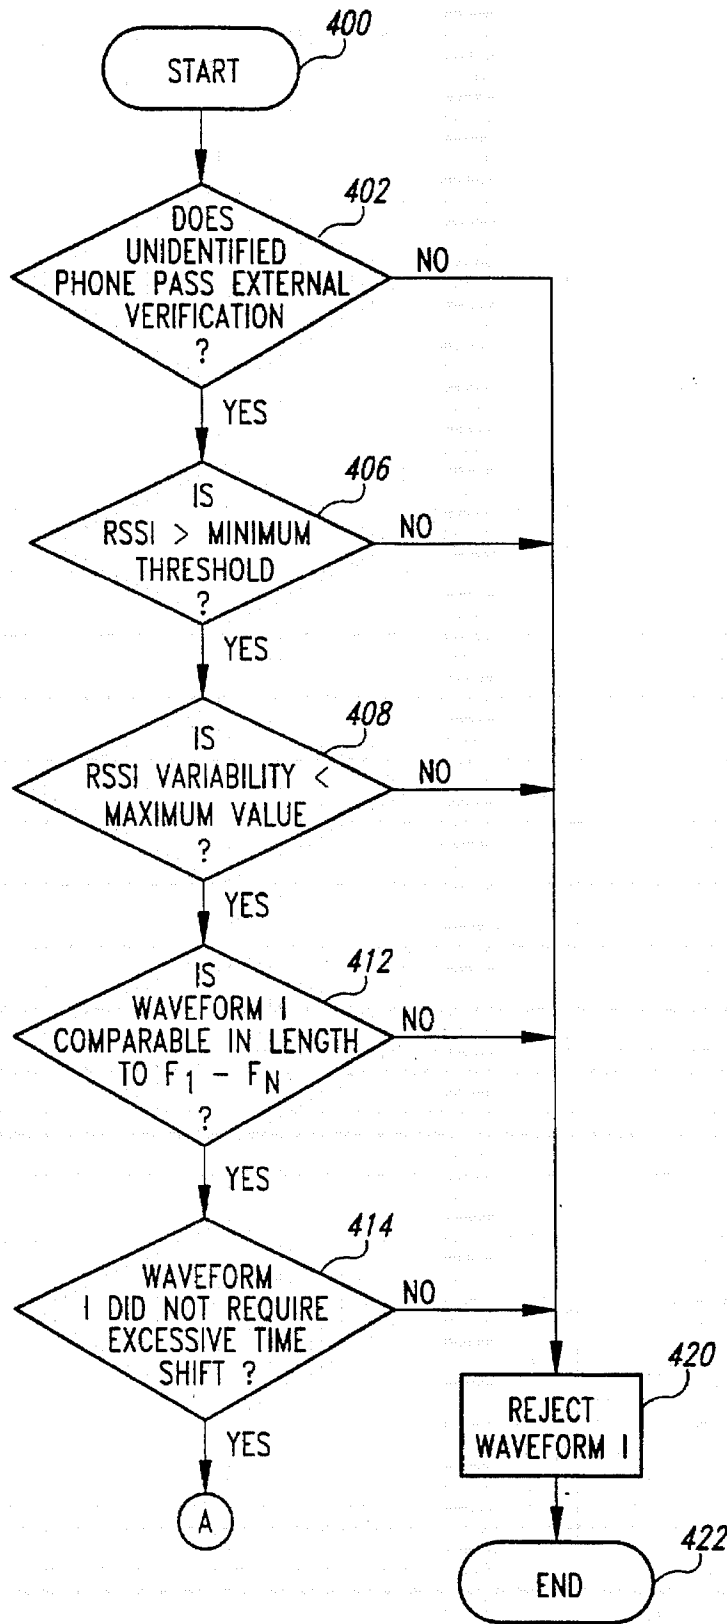 400
START
402
DOES
UNIDENTIFIED
PHONE PASS EXTERNAL
VERIFICATION
?
NO
YES
406
IS
RSSI > MINIMUM
THRESHOLD
?
NO
YES
408
IS
RSSI VARIABILITY <
MAXIMUM VALUE
?
NO
YES
412
IS
WAVEFORM I
COMPARABLE IN LENGTH
TO F1 – FN
?
NO
YES
414
WAVEFORM
I DID NOT REQUIRE
EXCESSIVE TIME
SHIFT ?
NO
YES
A
420
REJECT
WAVEFORM I
422
END